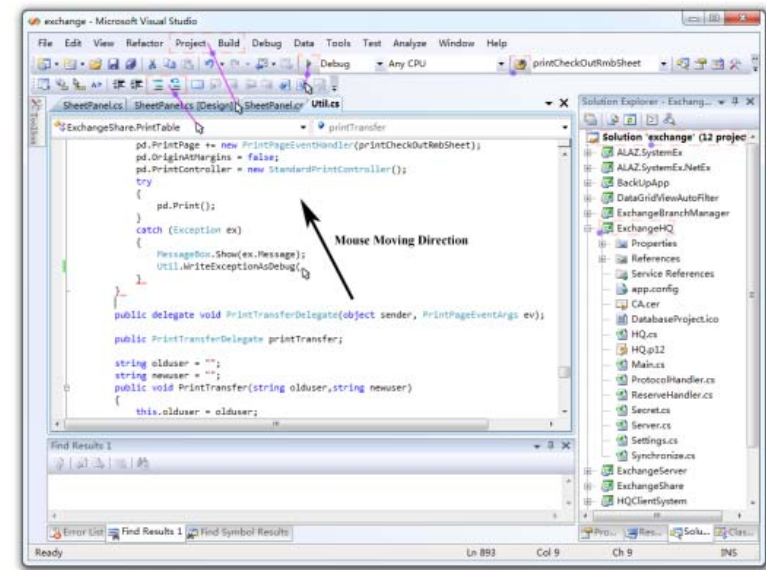 exchange - Microsoft Visual Studio
File Edit View Refactor Project Build Debug Data Tools Test Analyze Window Help
Debug Any CPU printCheckOutRmbSheet
SheetPanel.cs SheetPanel.cs [Design] SheetPanel.cr Util.cs
ExchangeShare.PrintTable printTransfer
pd.PrintPage += new PrintPageEventHandler(printCheckOutRmbSheet);
pd.OriginAtMargins = false;
pd.PrintController = new StandardPrintController();
try
{
pd.Print();
}
catch (Exception ex)
{
MessageBox.Show(ex.Message);
Util.WriteExceptionAsDebug(
}
}
Mouse Moving Direction
public delegate void PrintTransferDelegate(object sender, PrintPageEventArgs ev);
public PrintTransferDelegate printTransfer;
string olduser = "";
string newuser = "";
public void PrintTransfer(string olduser,string newuser)
{
this.olduser = olduser;
Find Results 1
Error List Find Results 1 Find Symbol Results
Toolbox
Solution Explorer - Exchang...
Solution 'exchange' (12 projec
ALAZ.SystemEx
ALAZ.SystemEx.NetEx
BackUpApp
DataGridViewAutoFilter
ExchangeBranchManager
ExchangeHQ
Properties
References
Service References
app.config
CA.cer
DatabaseProject.ico
HQ.cs
HQ.p12
Main.cs
ProtocolHandler.cs
ReserveHandler.cs
Secret.cs
Server.cs
Settings.cs
Synchronize.cs
ExchangeServer
ExchangeShare
HQClientSystem
Pro... Res... Solu... Clas...
Ready Ln 893 Col 9 Ch 9 INS